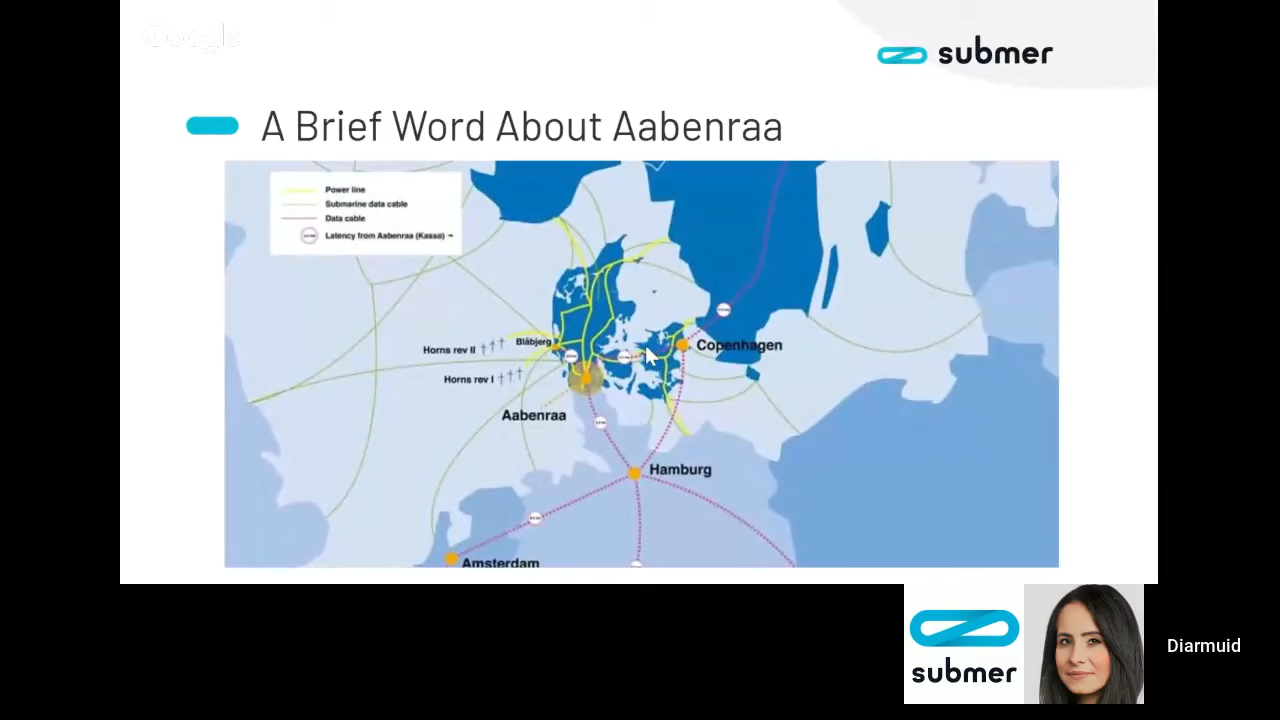 Google
submer
A Brief Word About Aabenraa
Power line
Submarine data cable
Data cable
Latency from Aabenraa (Kassø)
Horns rev II
Blåbjerg
Horns rev I
Copenhagen
Aabenraa
Hamburg
Amsterdam
submer
Diarmuid